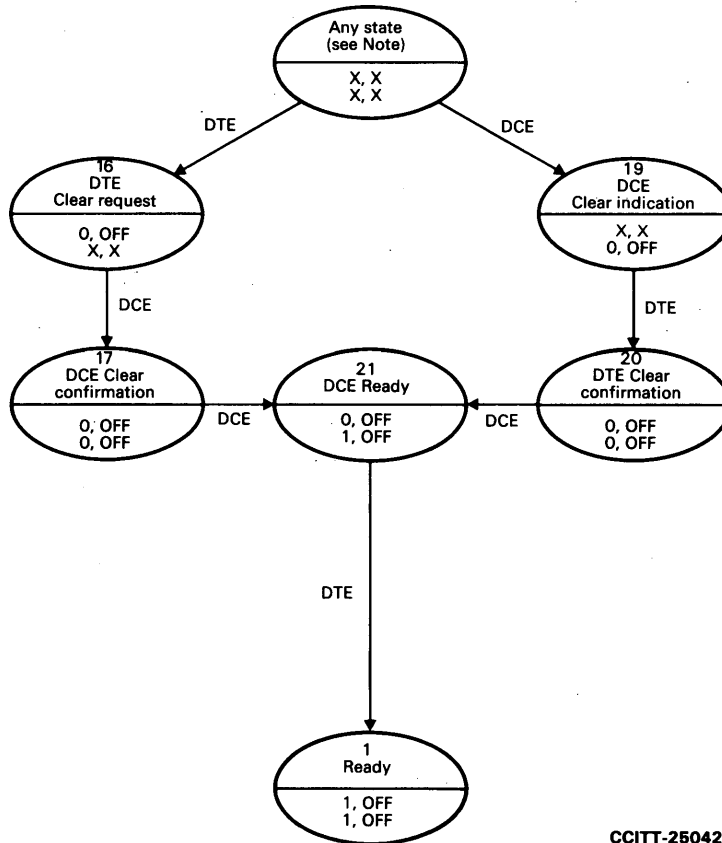 Any state
(see Note)
X, X
X, X
DTE
DCE
16
DTE
Clear request
0, OFF
X, X
19
DCE
Clear indication
X, X
0, OFF
DCE
DTE
17
DCE Clear
confirmation
0, OFF
0, OFF
DCE
21
DCE Ready
0, OFF
1, OFF
DCE
20
DTE Clear
confirmation
0, OFF
0, OFF
DTE
1
Ready
1, OFF
1, OFF
CCITT-25042